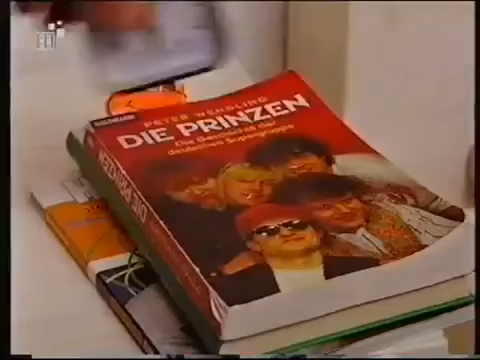 PETER WENDLING
DIE PRINZEN
Die Geschichte der
deutschen Supergruppe
DIE PRINZEN